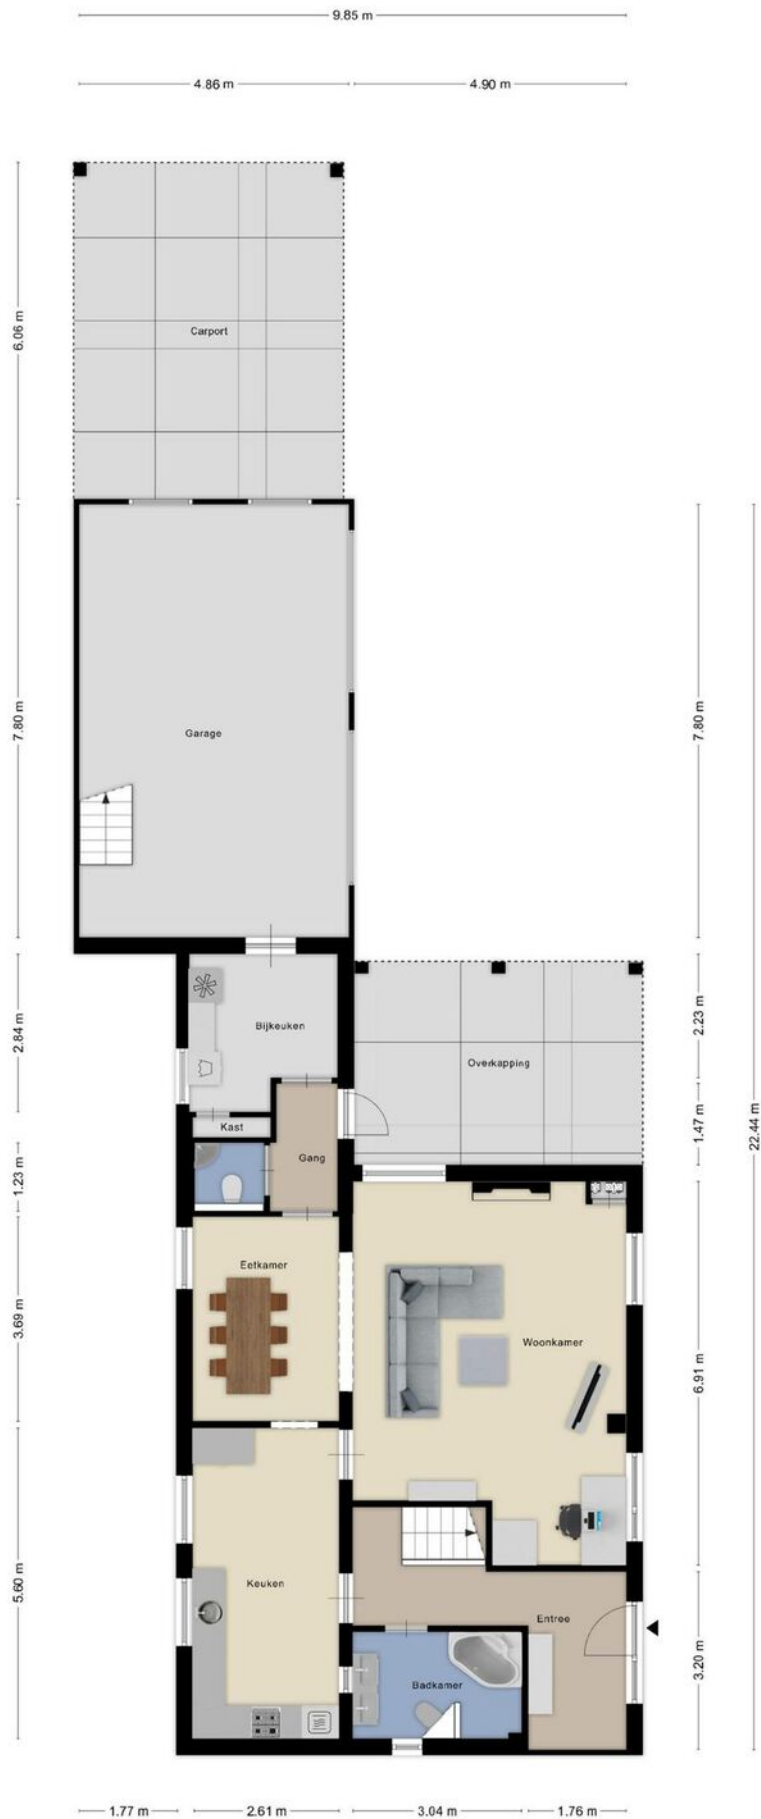 9.85 m
4.86 m
4.90 m
6.06 m
Carport
7.80 m
Garage
7.80 m
2.84 m
Bijkeuken
Overkapping
2.23 m
Kast
1.47 m
22.44 m
1.23 m
Gang
Eetkamer
3.69 m
Woonkamer
6.91 m
5.60 m
Keuken
Entree
Badkamer
3.20 m
1.77 m
2.61 m
3.04 m
1.76 m